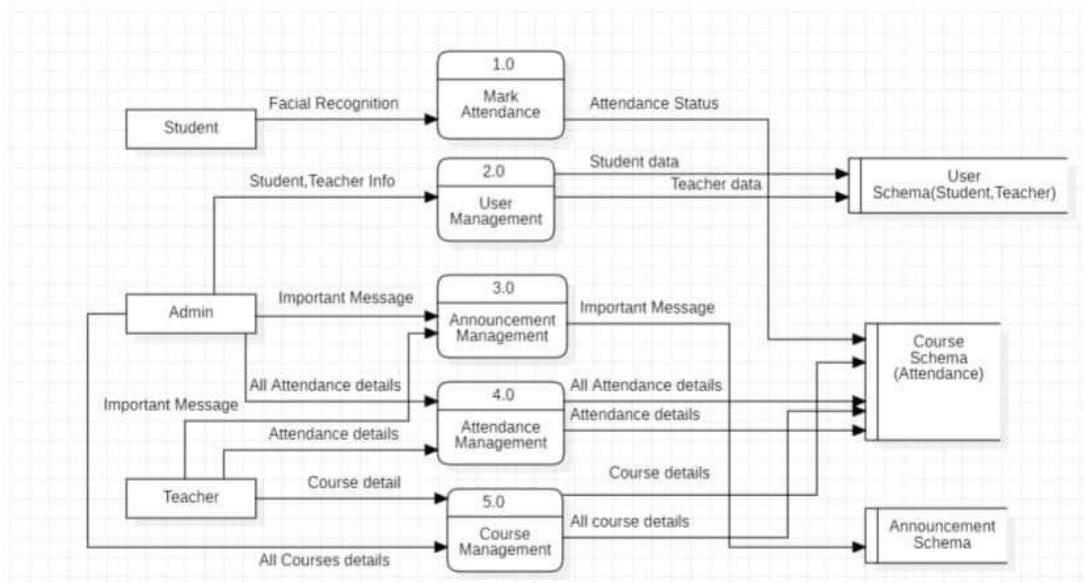 1.0
Mark
Attendance
Facial Recognition
Attendance Status
Student
2.0
User
Management
Student,Teacher Info
Student data
Teacher data
User
Schema(Student,Teacher)
Admin
Important Message
3.0
Announcement
Management
Important Message
Course
Schema
(Attendance)
All Attendance details
4.0
Attendance
Management
All Attendance details
Important Message
Attendance details
Attendance details
Teacher
Course detail
5.0
Course
Management
Course details
All course details
All Courses details
Announcement
Schema